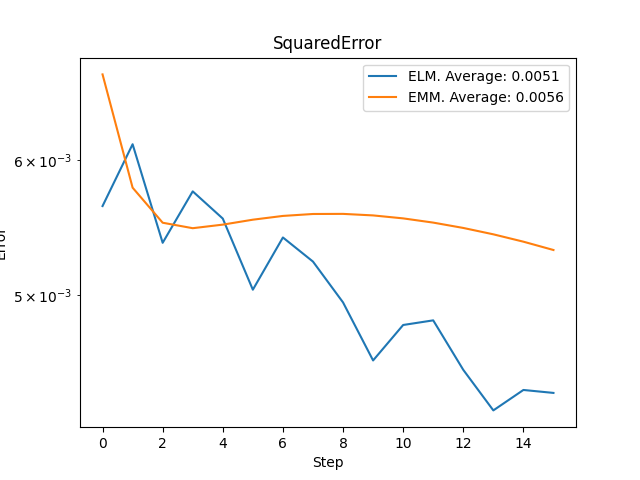 SquaredError
ELM. Average: 0.0051
EMM. Average: 0.0056
6 × 10⁻³
5 × 10⁻³
Error
0 2 4 6 8 10 12 14
Step